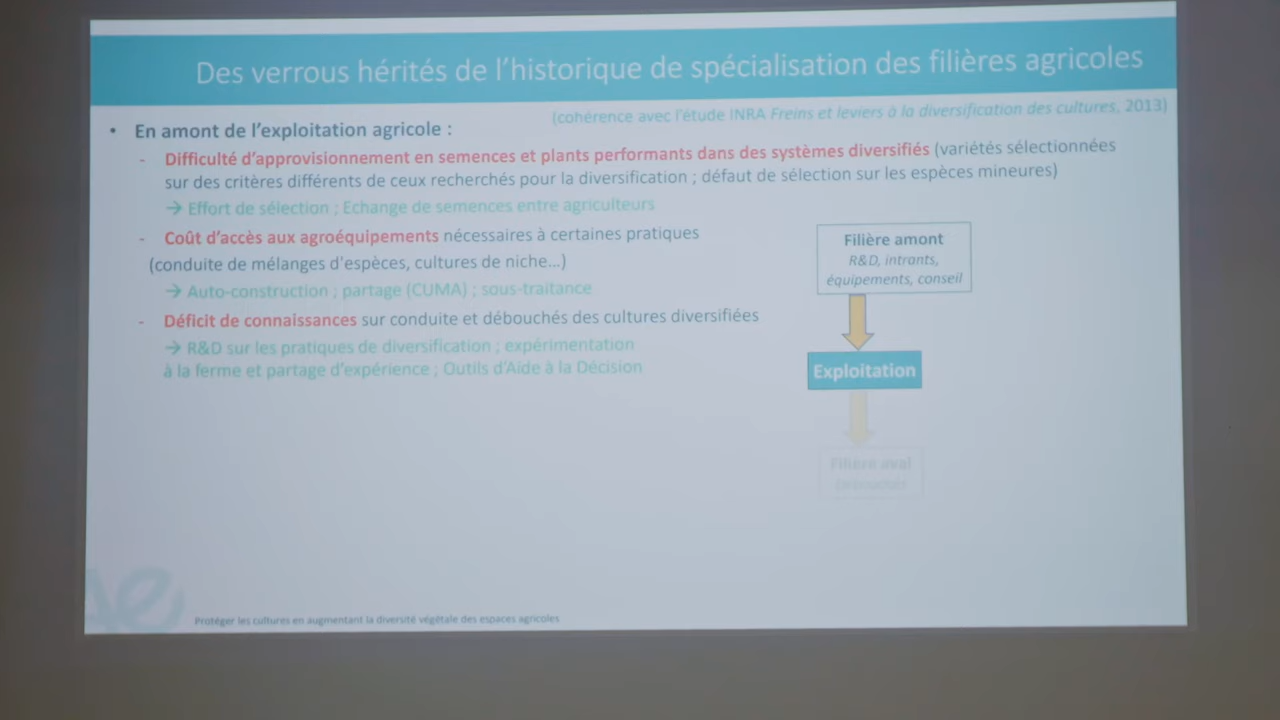 Des verrous hérités de l'historique de spécialisation des filières agricoles
(cohérence avec l'étude INRA Freins et leviers à la diversification des cultures, 2013)
• En amont de l'exploitation agricole :
- Difficulté d'approvisionnement en semences et plants performants dans des systèmes diversifiés (variétés sélectionnées
sur des critères différents de ceux recherchés pour la diversification ; défaut de sélection sur les espèces mineures)
→ Effort de sélection ; Echange de semences entre agriculteurs
- Coût d'accès aux agroéquipements nécessaires à certaines pratiques
(conduite de mélanges d'espèces, cultures de niche…)
→ Auto-construction ; partage (CUMA) ; sous-traitance
- Déficit de connaissances sur conduite et débouchés des cultures diversifiées
→ R&D sur les pratiques de diversification ; expérimentation
à la ferme et partage d'expérience ; Outils d'Aide à la Décision
Filière amont
R&D, intrants,
équipements, conseil
Exploitation
Filière aval
Protéger les cultures en augmentant la diversité végétale des espaces agricoles